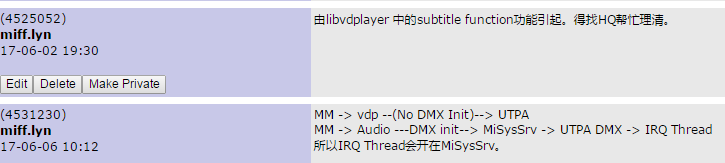 (4525052)
miff.lyn
17-06-02 19:30
Edit Delete Make Private
由libvdplayer 中的subtitle function功能引起。得找HQ帮忙理清。
(4531230)
miff.lyn
17-06-06 10:12
MM -> vdp --(No DMX Init)--> UTPA
MM -> Audio ---DMX init--> MiSysSrv -> UTPA DMX -> IRQ Thread
所以IRQ Thread会开在MiSysSrv。